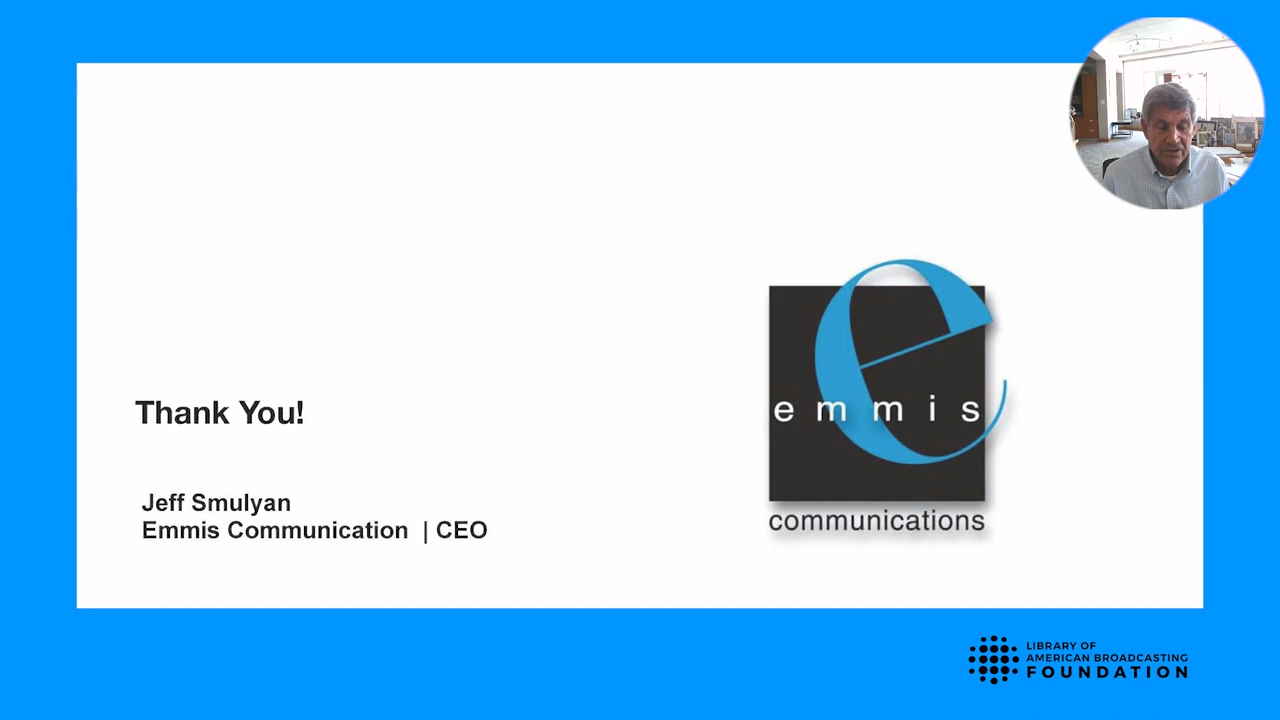 Thank You!
Jeff Smulyan
Emmis Communication | CEO
emmis
communications
LIBRARY OF
AMERICAN BROADCASTING
FOUNDATION